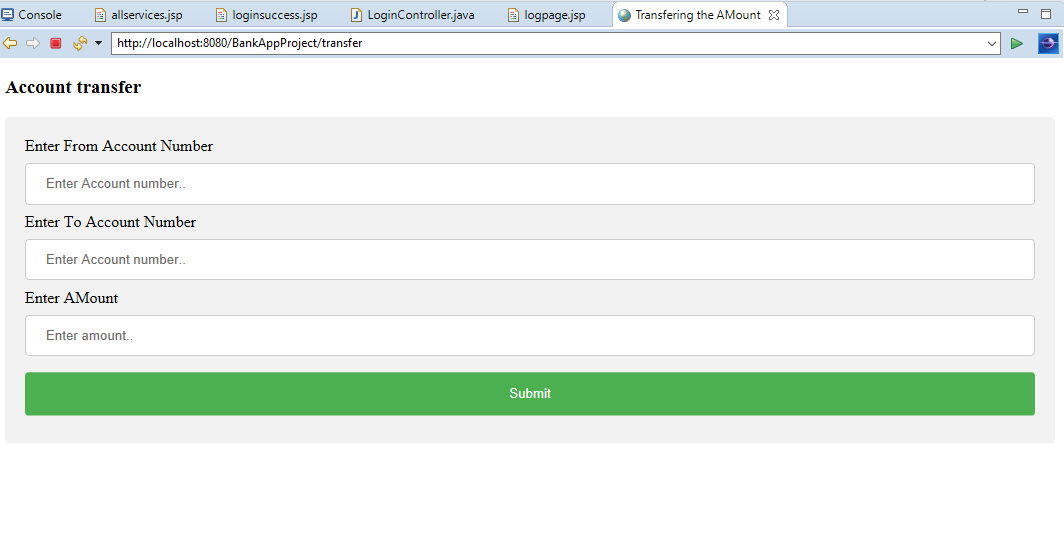 Console allservices.jsp loginsuccess.jsp LoginController.java logpage.jsp Transfering the AMount
http://localhost:8080/BankAppProject/transfer
Account transfer
Enter From Account Number
Enter Account number..
Enter To Account Number
Enter Account number..
Enter AMount
Enter amount..
Submit